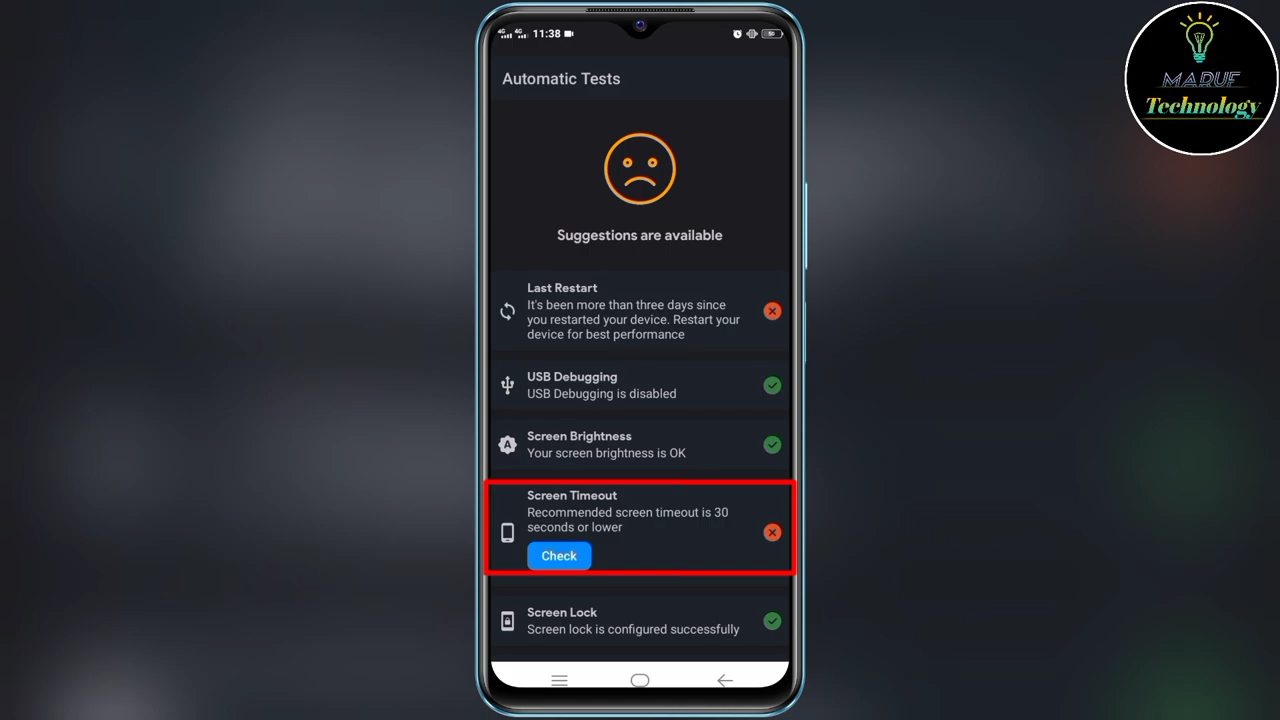 4G 4G 11:38 50
MARUF
Technology
Automatic Tests
Suggestions are available
Last Restart
It's been more than three days since
you restarted your device. Restart your
device for best performance
USB Debugging
USB Debugging is disabled
A
Screen Brightness
Your screen brightness is OK
Screen Timeout
Recommended screen timeout is 30
seconds or lower
Check
Screen Lock
Screen lock is configured successfully